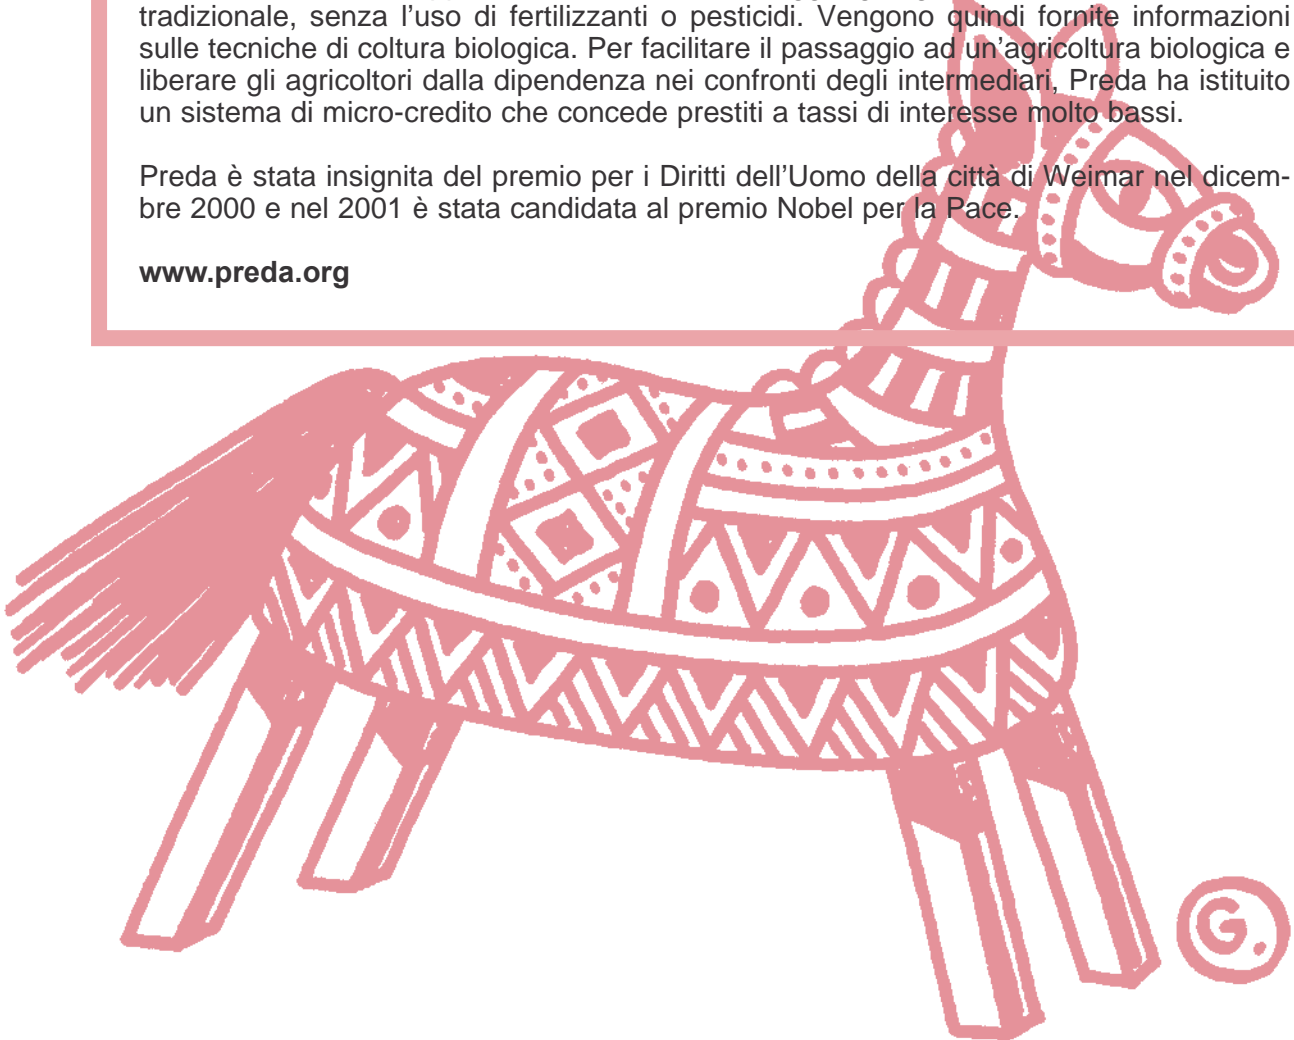 tradizionale, senza l'uso di fertilizzanti o pesticidi. Vengono quindi fornite informazioni
sulle tecniche di coltura biologica. Per facilitare il passaggio ad un'agricoltura biologica e
liberare gli agricoltori dalla dipendenza nei confronti degli intermediari, Preda ha istituito
un sistema di micro-credito che concede prestiti a tassi di interesse molto bassi.
Preda è stata insignita del premio per i Diritti dell'Uomo della città di Weimar nel dicem-
bre 2000 e nel 2001 è stata candidata al premio Nobel per la Pace.
www.preda.org
G.